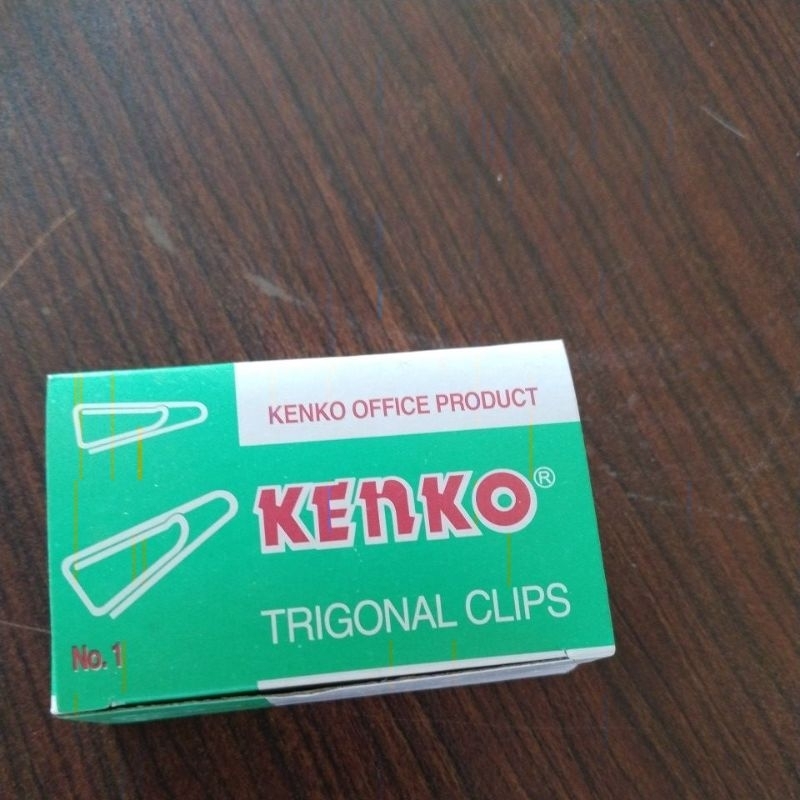 KENKO OFFICE PRODUCT
KENKO®
TRIGONAL CLIPS
No. 1